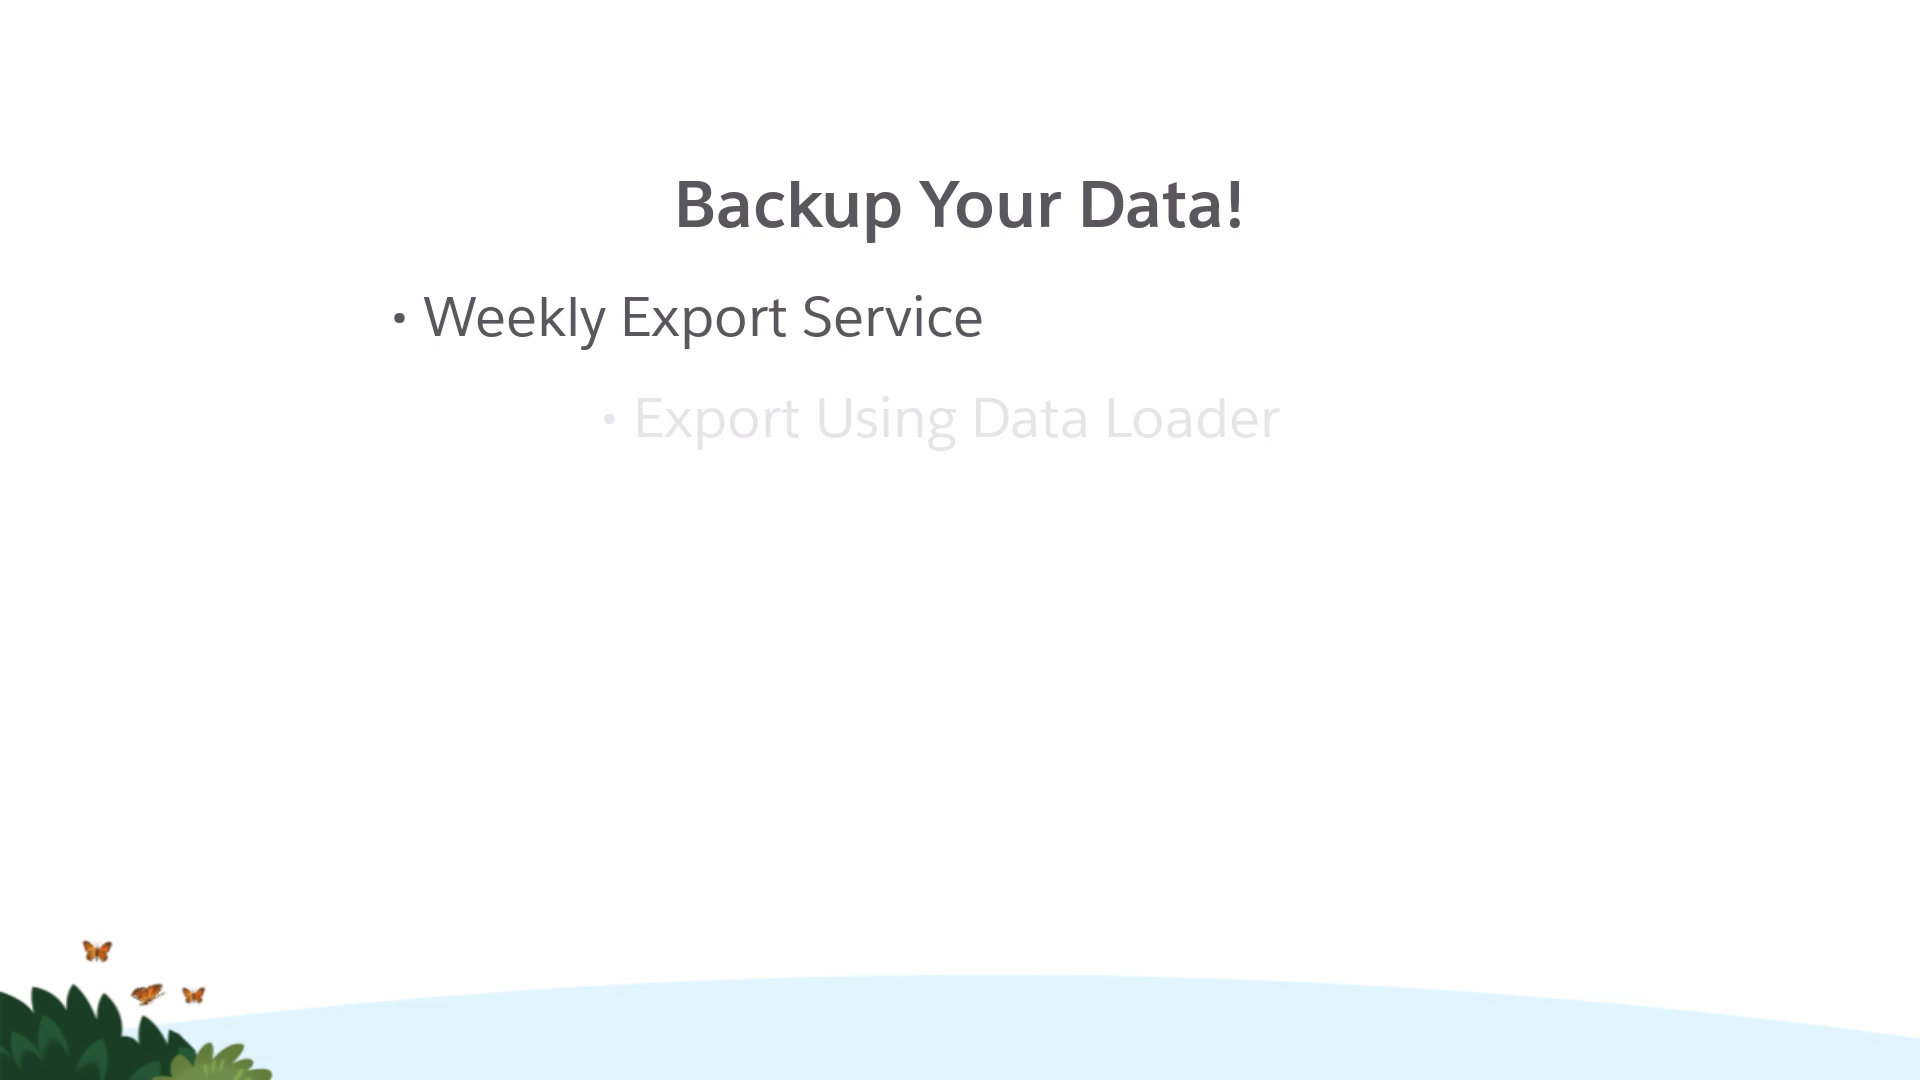 Backup Your Data!
• Weekly Export Service
• Export Using Data Loader